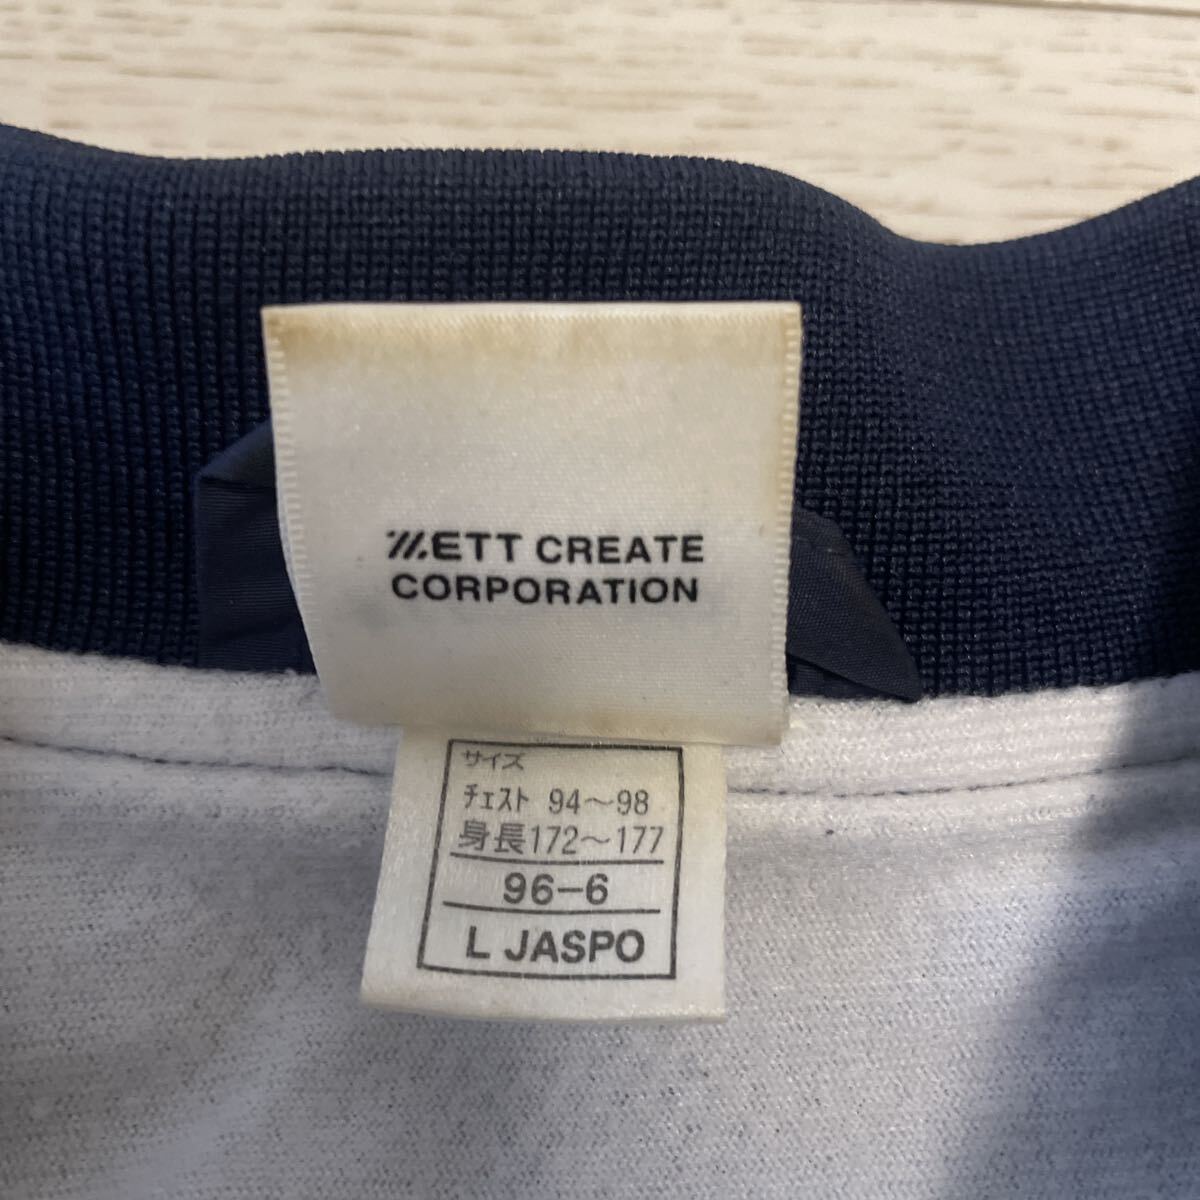 ZETT CREATE
CORPORATION
サイズ
チェスト 94〜98
身長172〜177
96-6
L JASPO